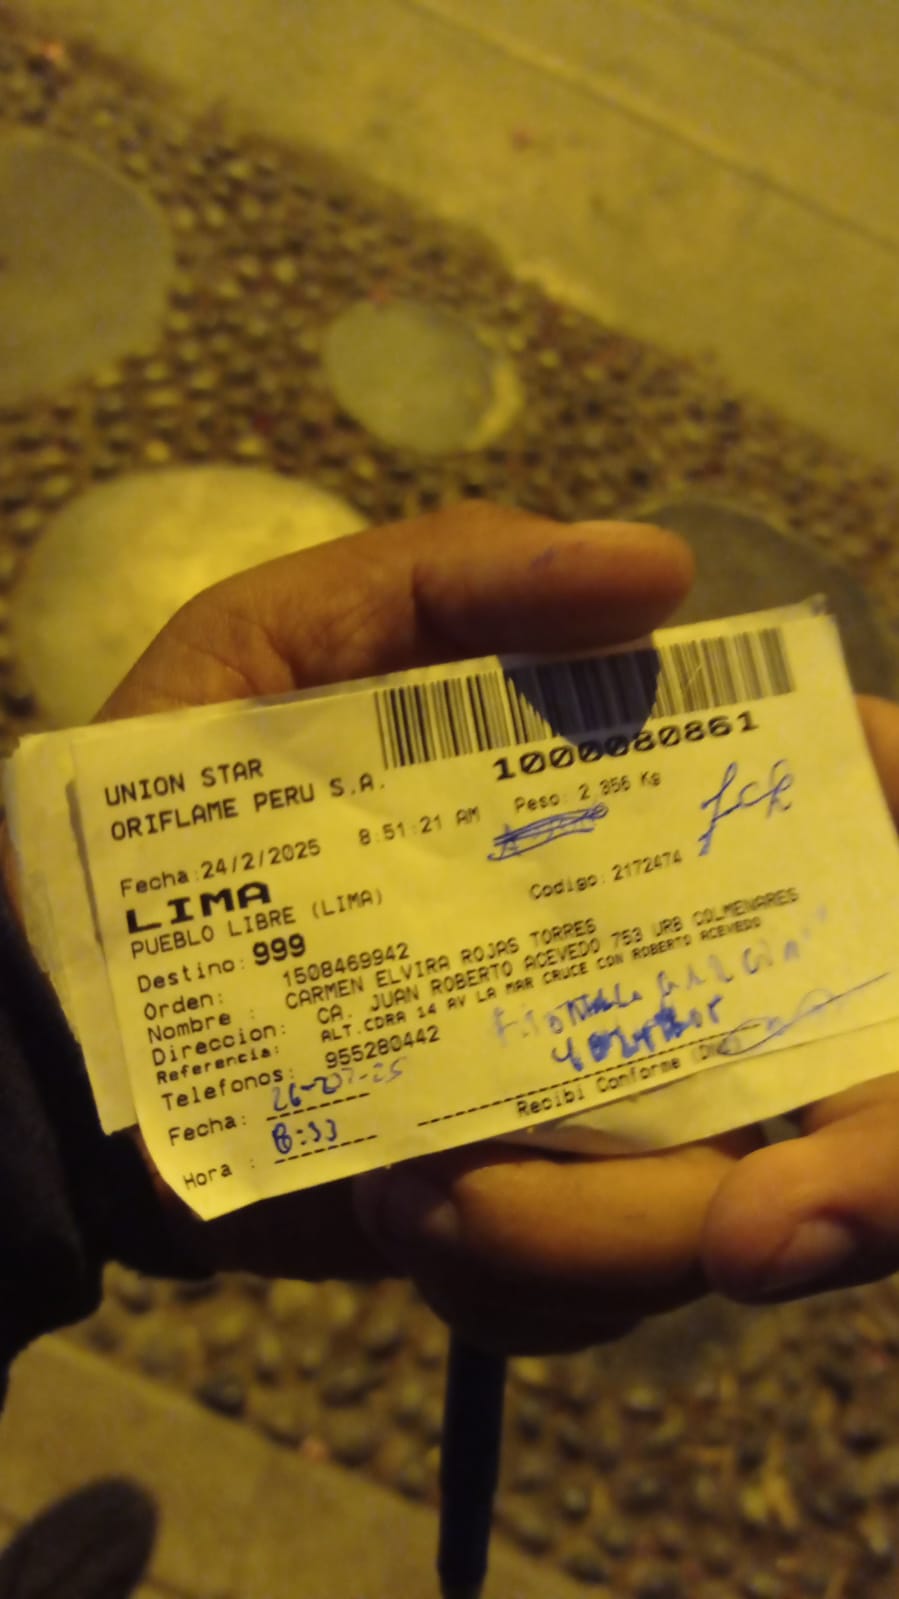 UNION STAR
ORIFLAME PERU S.A.
1000080861
Fecha:24/2/2025 8:51:21 AM Peso: 2.356 Kg
LIMA
PUEBLO LIBRE (LIMA)
Codigo: 2172474
Destino: 999
Orden: 1508469942
Nombre : CARMEN ELVIRA ROJAS TORRES
Direccion: CA. JUAN ROBERTO ACEVEDO 753 URB COLMENARES
Referencia: ALT.CDRA 14 AV LA MAR CRUCE CON ROBERTO ACEVEDO
Telefonos: 955280442
Fecha: 26-02-25
Hora : 8:33
Recibi Conforme